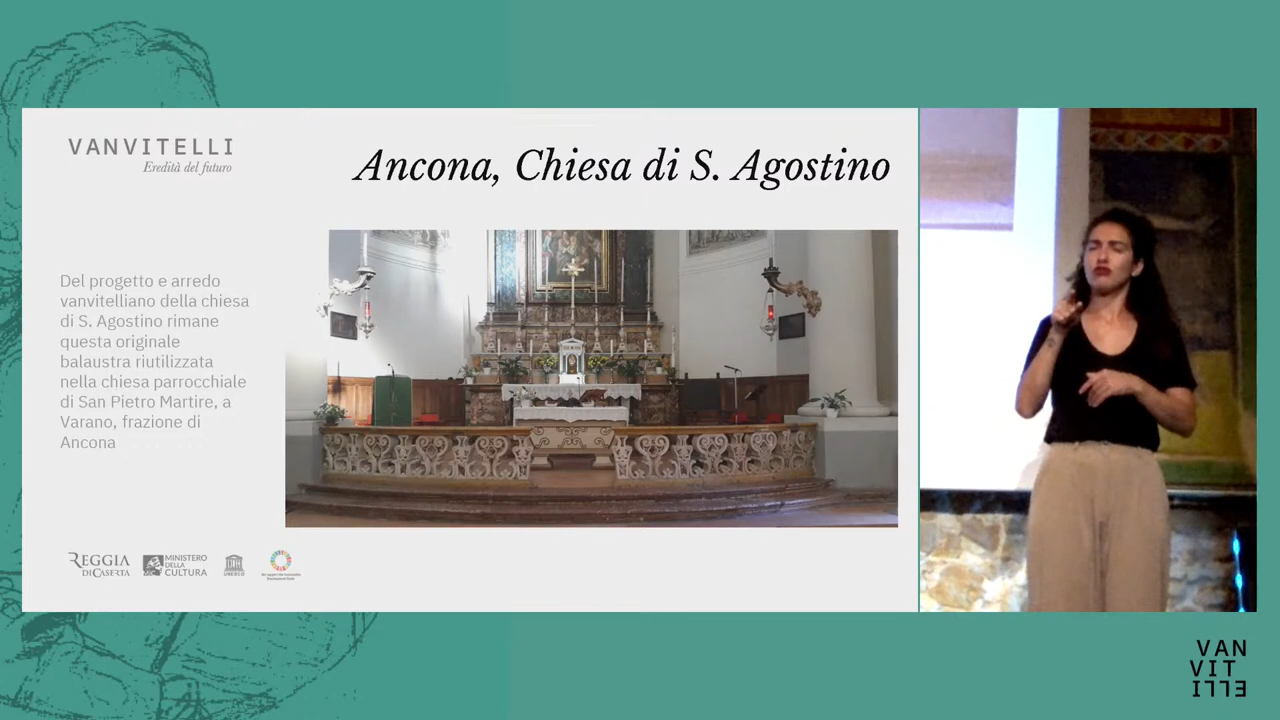 VANVITELLI
Eredità del futuro
Ancona, Chiesa di S. Agostino
Del progetto e arredo
vanvitelliano della chiesa
di S. Agostino rimane
questa originale
balaustra riutilizzata
nella chiesa parrocchiale
di San Pietro Martire, a
Varano, frazione di
Ancona
REGGIA
DI CASERTA
MINISTERO
DELLA
CULTURA
UNESCO
VAN
VIT
ELLI